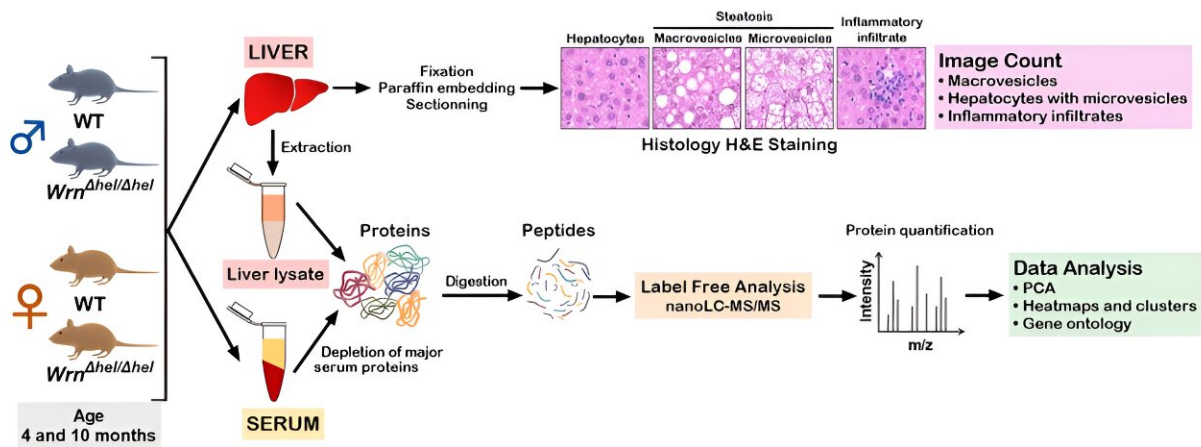 ♂
WT
Wrn Δhel/Δhel
♀
WT
Wrn Δhel/Δhel
Age
4 and 10 months
LIVER
Extraction
Liver lysate
SERUM
Depletion of major
serum proteins
Fixation
Paraffin embedding
Sectionning
Steatosis
Hepatocytes
Macrovesicles
Microvesicles
Inflammatory
infiltrate
Histology H&E Staining
Image Count
• Macrovesicles
• Hepatocytes with microvesicles
• Inflammatory infiltrates
Proteins
Digestion
Peptides
Label Free Analysis
nanoLC-MS/MS
Protein quantification
Intensity
m/z
Data Analysis
• PCA
• Heatmaps and clusters
• Gene ontology